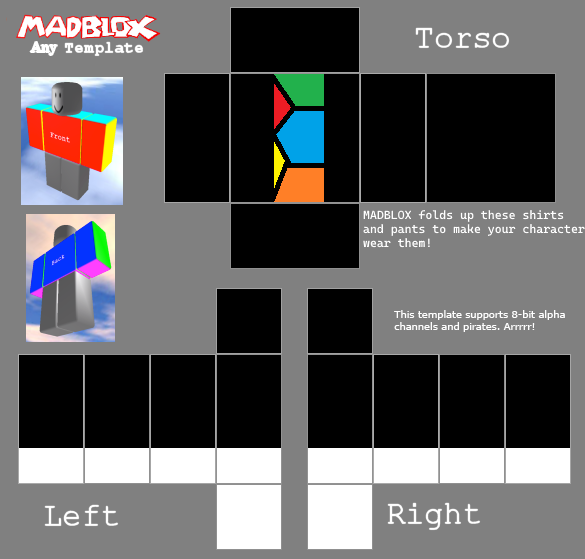 MADBLOX
Any Template
Torso
Front
Back
MADBLOX folds up these shirts
and pants to make your character
wear them!
This template supports 8-bit alpha
channels and pirates. Arrrrr!
Left
Right